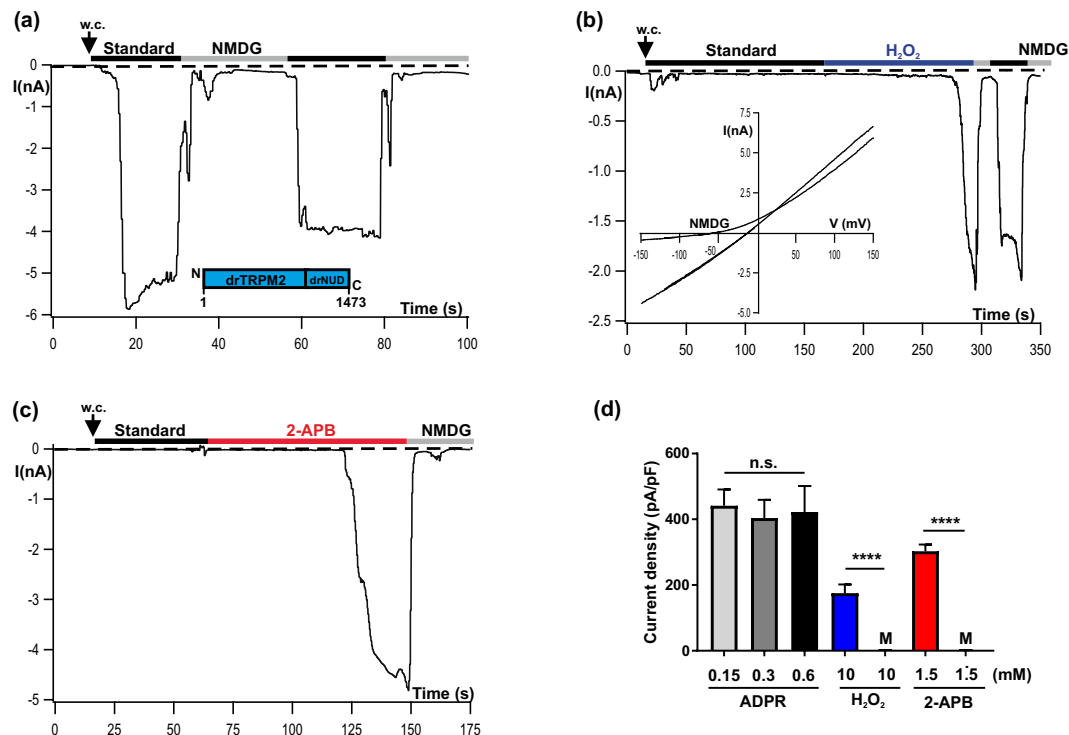 (a)
w.c.
Standard
NMDG
0
I(nA)
-1
-2
-3
-4
-5
-6
N
drTRPM2
drNUD
C
1
1473
Time (s)
0
20
40
60
80
100
(b)
w.c.
Standard
H₂O₂
NMDG
0.0
I(nA)
-0.5
-1.0
-1.5
-2.0
-2.5
I(nA)
7.5
5.0
2.5
NMDG
V (mV)
-150
-100
-50
50
100
150
-2.5
-5.0
Time (s)
0
50
100
150
200
250
300
350
(c)
w.c.
Standard
2-APB
NMDG
0
I(nA)
-1
-2
-3
-4
-5
Time (s)
0
25
50
75
100
125
150
175
(d)
Current density (pA/pF)
600
400
200
0
n.s.
****
****
M
M
0.15
0.3
0.6
10
10
1.5
1.5
(mM)
ADPR
H₂O₂
2-APB